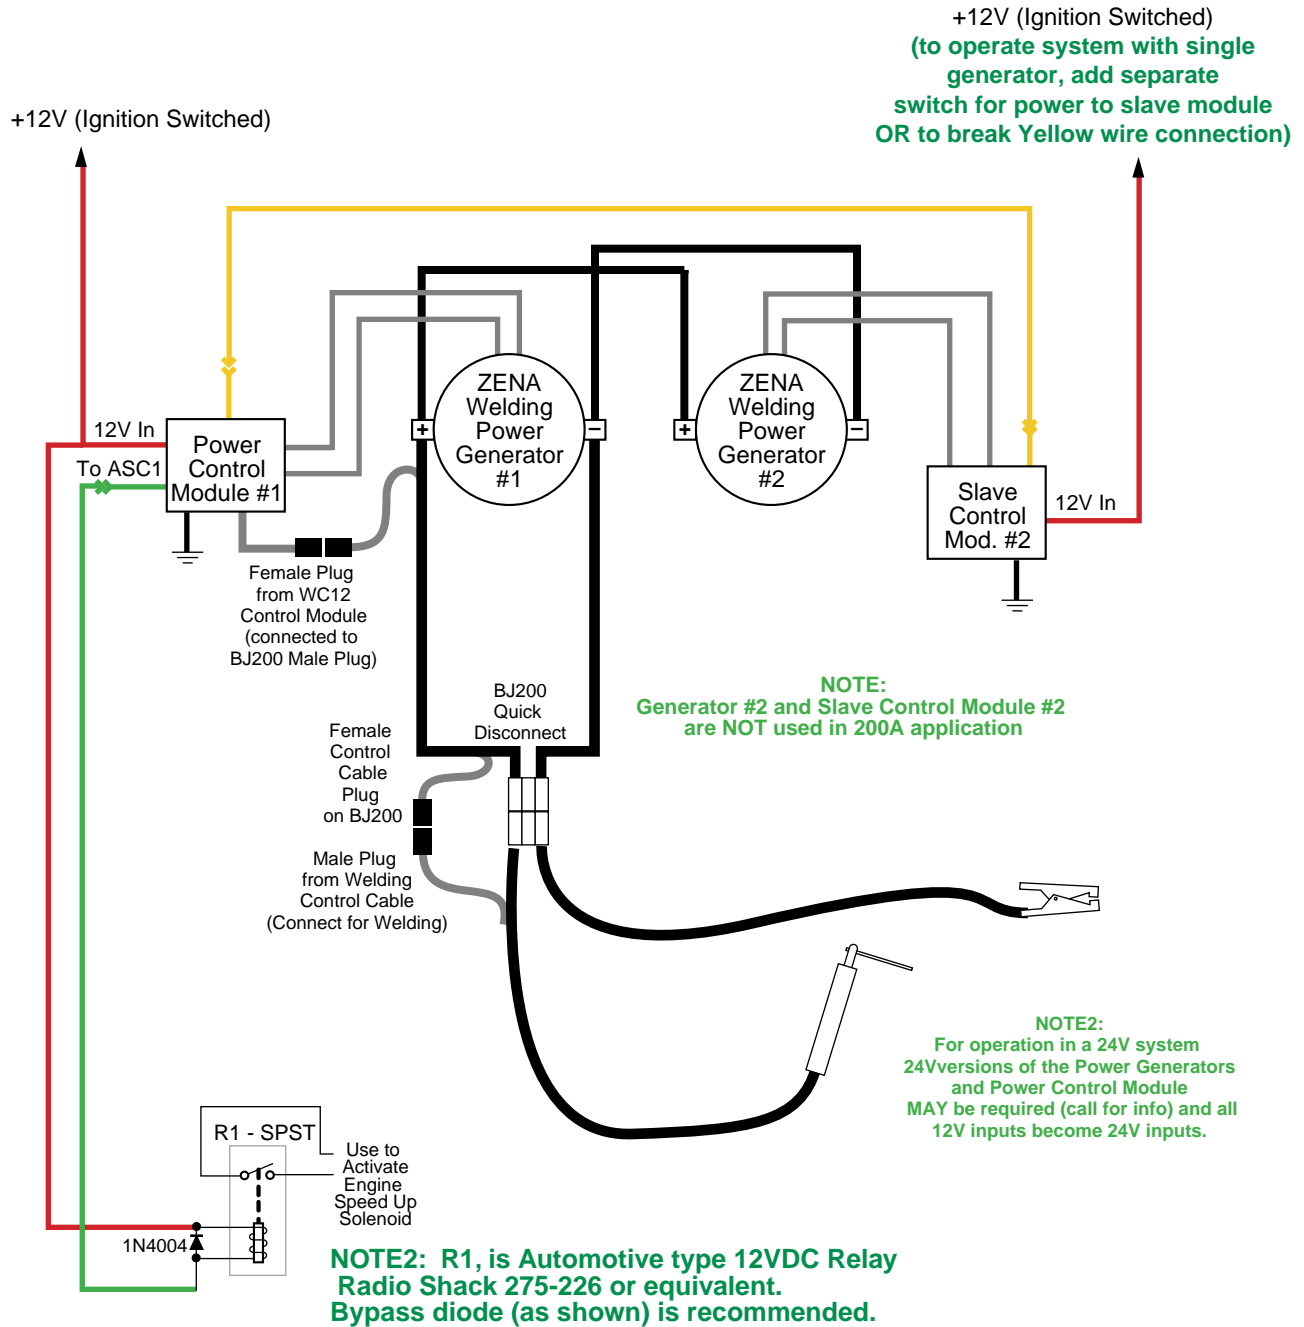 +12V (Ignition Switched)
(to operate system with single
generator, add separate
switch for power to slave module
OR to break Yellow wire connection)
+12V (Ignition Switched)
12V In
To ASC1
Power
Control
Module #1
+
ZENA
Welding
Power
Generator
#1
−
+
ZENA
Welding
Power
Generator
#2
−
Slave
Control
Mod. #2
12V In
Female Plug
from WC12
Control Module
(connected to
BJ200 Male Plug)
BJ200
Quick
Disconnect
NOTE:
Generator #2 and Slave Control Module #2
are NOT used in 200A application
Female
Control
Cable
Plug
on BJ200
Male Plug
from Welding
Control Cable
(Connect for Welding)
NOTE2:
For operation in a 24V system
24Vversions of the Power Generators
and Power Control Module
MAY be required (call for info) and all
12V inputs become 24V inputs.
R1 - SPST
Use to
Activate
Engine
Speed Up
Solenoid
1N4004
NOTE2: R1, is Automotive type 12VDC Relay
Radio Shack 275-226 or equivalent.
Bypass diode (as shown) is recommended.